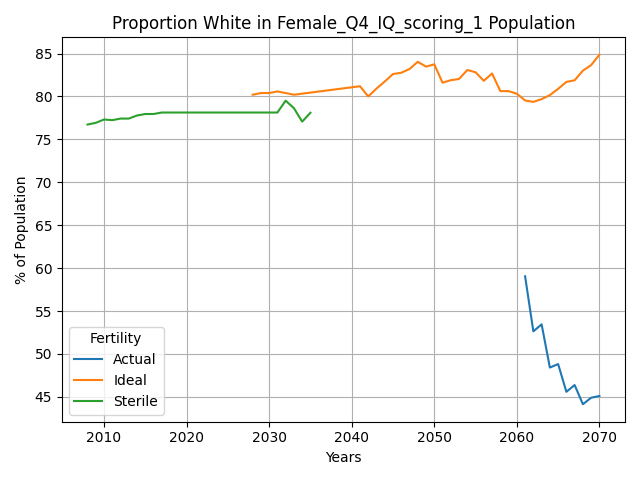 Proportion White in Female_Q4_IQ_scoring_1 Population
% of Population
85
80
75
70
65
60
55
50
45
Fertility
Actual
Ideal
Sterile
2010 2020 2030 2040 2050 2060 2070
Years